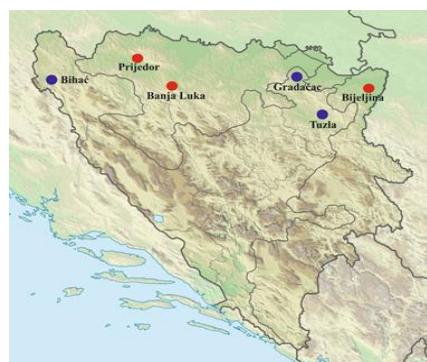 Prijedor
Bihać
Banja Luka
Gradačac
Bijeljina
Tuzla